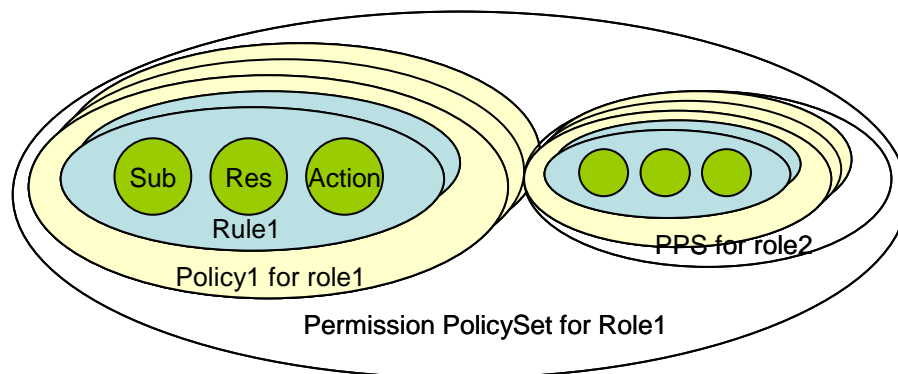 Sub Res Action
Rule1
PPS for role2
Policy1 for role1
Permission PolicySet for Role1